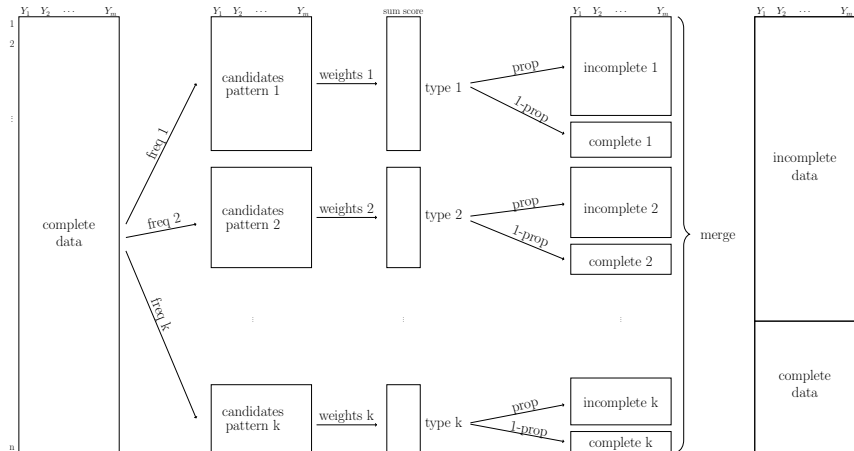 Y1 Y2 ⋯ Ym
1
2
⋮
n
complete
data
freq 1
freq 2
freq k
Y1 Y2 ⋯ Ym
candidates
pattern 1
candidates
pattern 2
⋮
candidates
pattern k
weights 1
weights 2
weights k
sum score
⋮
type 1
type 2
type k
prop
1-prop
prop
1-prop
prop
1-prop
Y1 Y2 ⋯ Ym
incomplete 1
complete 1
incomplete 2
complete 2
⋮
incomplete k
complete k
merge
Y1 Y2 ⋯ Ym
incomplete
data
complete
data